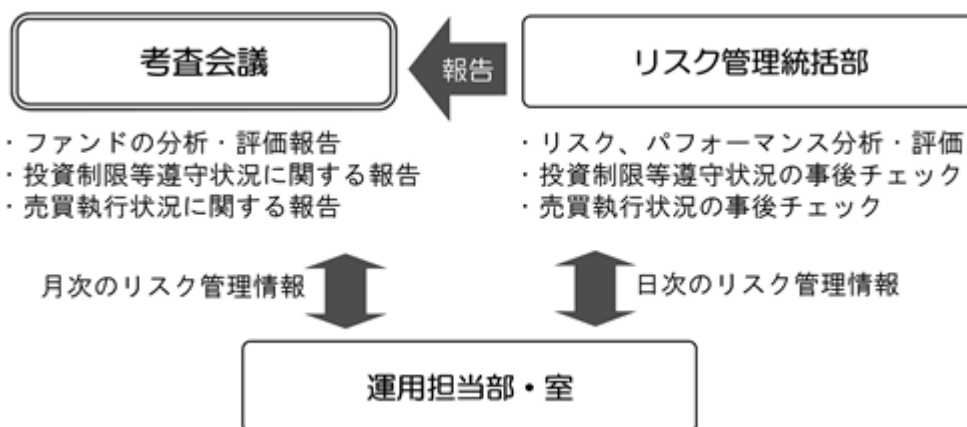 考査会議
報告
リスク管理統括部
・ファンドの分析・評価報告
・投資制限等遵守状況に関する報告
・売買執行状況に関する報告
・リスク、パフォーマンス分析・評価
・投資制限等遵守状況の事後チェック
・売買執行状況の事後チェック
月次のリスク管理情報
日次のリスク管理情報
運用担当部・室